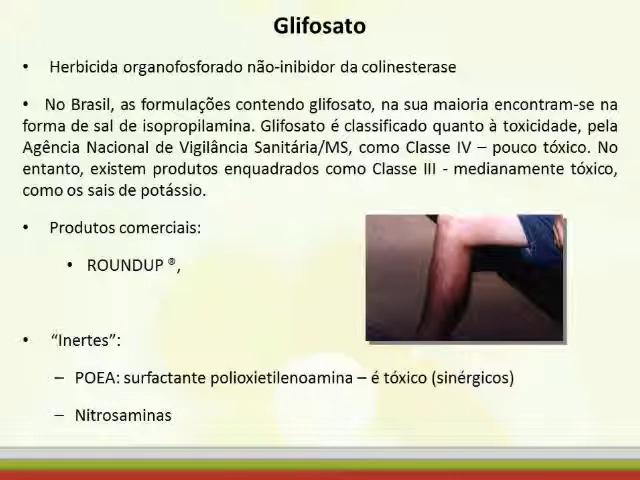 Glifosato
• Herbicida organofosforado não-inibidor da colinesterase
• No Brasil, as formulações contendo glifosato, na sua maioria encontram-se na
forma de sal de isopropilamina. Glifosato é classificado quanto à toxicidade, pela
Agência Nacional de Vigilância Sanitária/MS, como Classe IV – pouco tóxico. No
entanto, existem produtos enquadrados como Classe III - medianamente tóxico,
como os sais de potássio.
• Produtos comerciais:
• ROUNDUP ®,
• “Inertes”:
– POEA: surfactante polioxietilenoamina – é tóxico (sinérgicos)
– Nitrosaminas